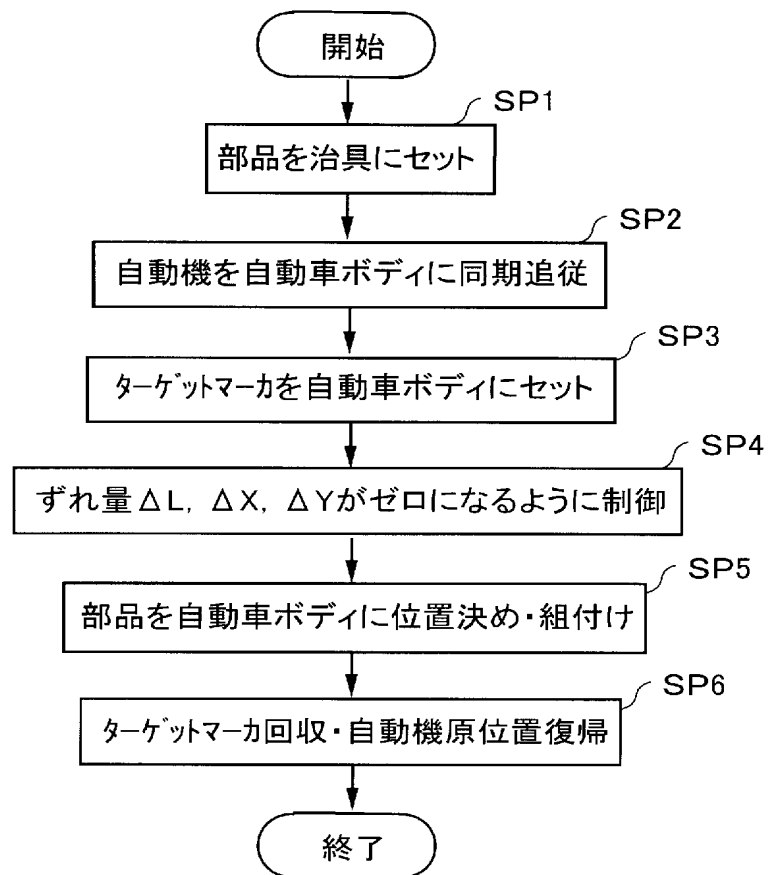 開始
SP1
部品を治具にセット
SP2
自動機を自動車ボディに同期追従
SP3
ﾀｰｹﾞｯﾄﾏｰｶを自動車ボディにセット
SP4
ずれ量ΔL, ΔX, ΔYがゼロになるように制御
SP5
部品を自動車ボディに位置決め・組付け
SP6
ﾀｰｹﾞｯﾄﾏｰｶ回収・自動機原位置復帰
終了